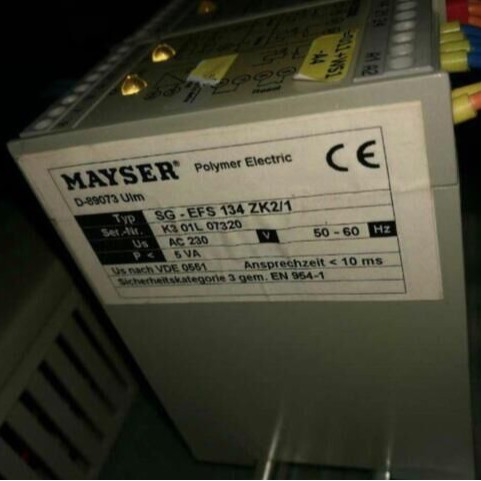 A1 A2
MAYSER® Polymer Electric CE
D-89073 Ulm
Typ SG - EFS 134 ZK2/1
Ser.-Nr. K3 01L 07320
Us AC 230 V 50 - 60 Hz
P < 5 VA
Us nach VDE 0551 Ansprechzeit < 10 ms
Sicherheitskategorie 3 gem. EN 954-1